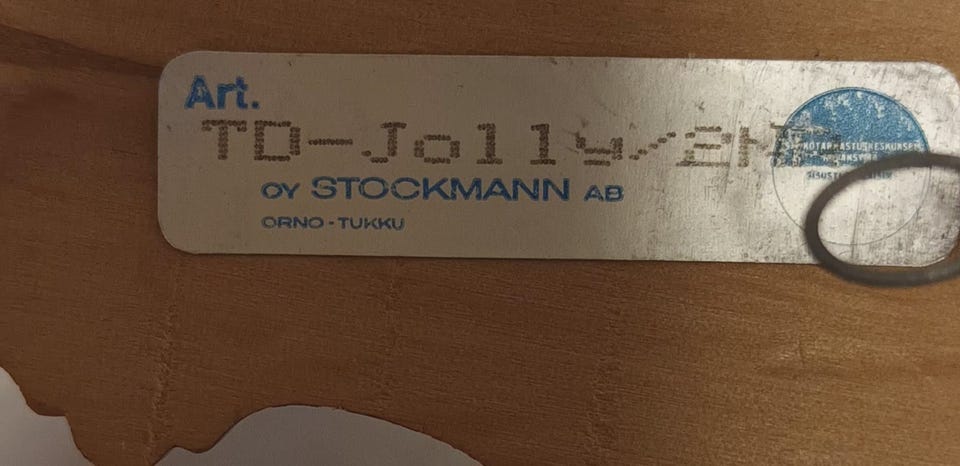 Art.
TD-Jolly/2H
OY STOCKMANN AB
ORNO-TUKKU